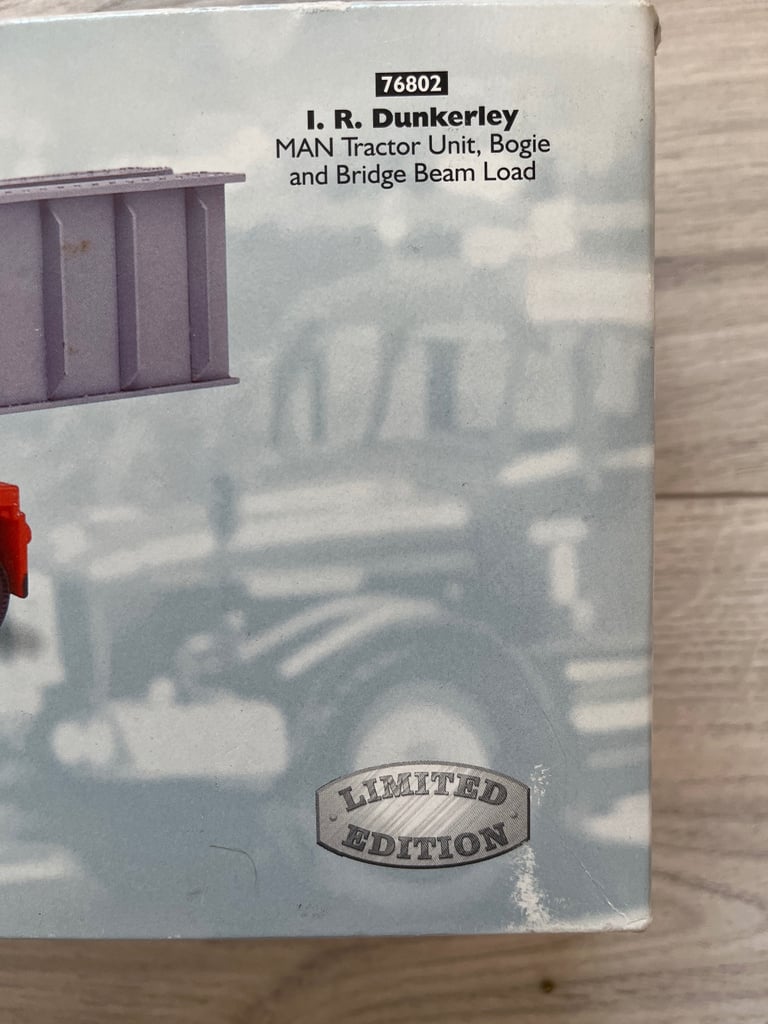 76802
I. R. Dunkerley
MAN Tractor Unit, Bogie
and Bridge Beam Load
LIMITED
EDITION